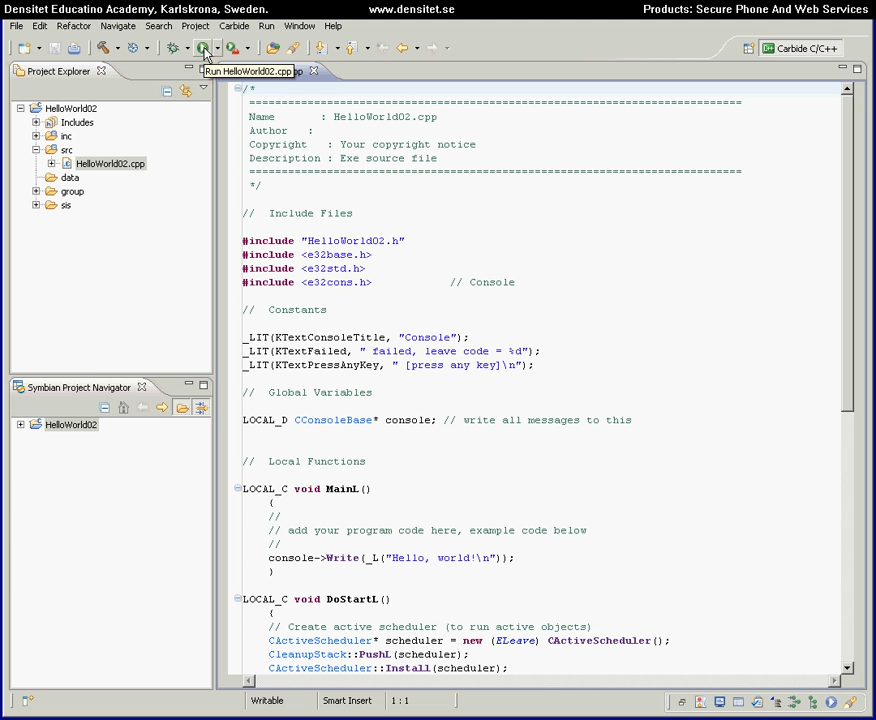 Densitet Educatino Academy, Karlskrona, Sweden. www.densitet.se Products: Secure Phone And Web Services
File Edit Refactor Navigate Search Project Carbide Run Window Help
Carbide C/C++
Project Explorer
Run HelloWorld02.cpp
pp
HelloWorld02
Includes
inc
src
HelloWorld02.cpp
data
group
sis
Symbian Project Navigator
HelloWorld02
/*
============================================================================
Name : HelloWorld02.cpp
Author :
Copyright : Your copyright notice
Description : Exe source file
============================================================================
*/
// Include Files
#include "HelloWorld02.h"
#include <e32base.h>
#include <e32std.h>
#include <e32cons.h> // Console
// Constants
_LIT(KTextConsoleTitle, "Console");
_LIT(KTextFailed, " failed, leave code = %d");
_LIT(KTextPressAnyKey, " [press any key]\n");
// Global Variables
LOCAL_D CConsoleBase* console; // write all messages to this
// Local Functions
LOCAL_C void MainL()
{
//
// add your program code here, example code below
//
console->Write(_L("Hello, world!\n"));
}
LOCAL_C void DoStartL()
{
// Create active scheduler (to run active objects)
CActiveScheduler* scheduler = new (ELeave) CActiveScheduler();
CleanupStack::PushL(scheduler);
CActiveScheduler::Install(scheduler);
Writable Smart Insert 1 : 1